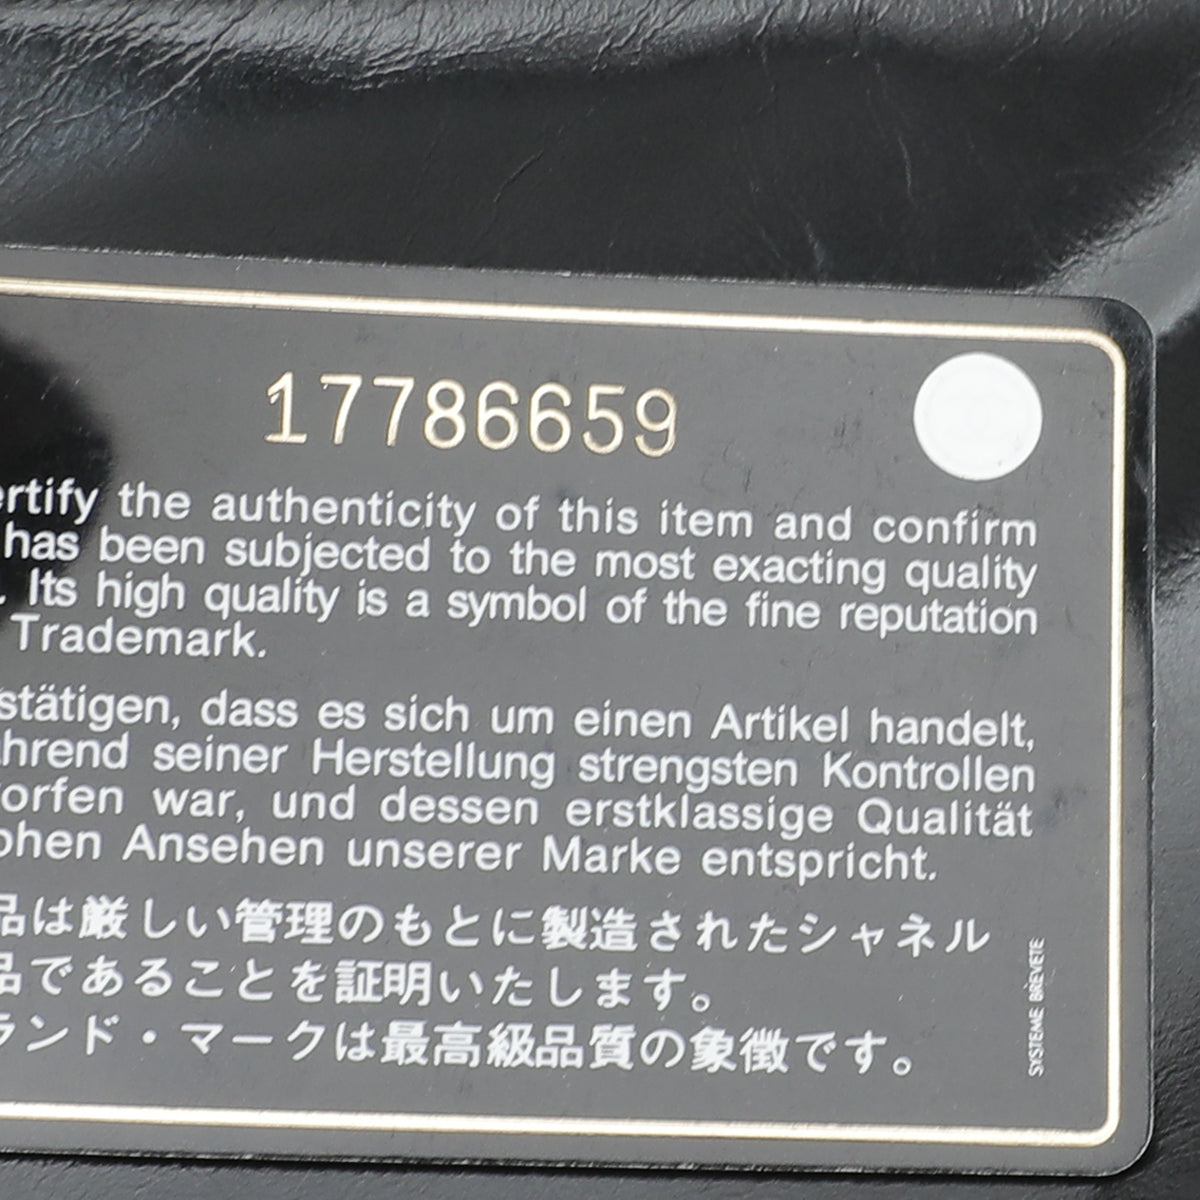 17786659
ertify the authenticity of this item and confirm
has been subjected to the most exacting quality
. Its high quality is a symbol of the fine reputation
Trademark.
stätigen, dass es sich um einen Artikel handelt,
ährend seiner Herstellung strengsten Kontrollen
orfen war, und dessen erstklassige Qualität
ohen Ansehen unserer Marke entspricht.
品は厳しい管理のもとに製造されたシャネル
品であることを証明いたします。
ランド・マークは最高級品質の象徴です。
SYSTEME BREVETE